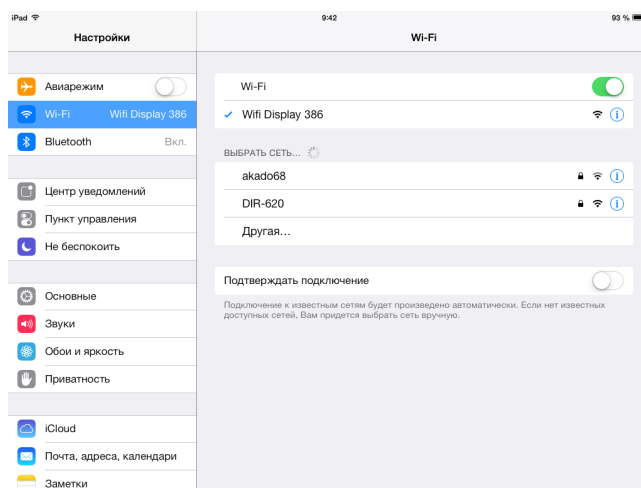 iPad 9:42 93 %
Настройки
Wi-Fi
Авиарежим
Wi-Fi Wifi Display 386
Bluetooth Вкл.
Центр уведомлений
Пункт управления
Не беспокоить
Основные
Звуки
Обои и яркость
Приватность
iCloud
Почта, адреса, календари
Заметки
Wi-Fi
Wifi Display 386
ВЫБРАТЬ СЕТЬ...
akado68
DIR-620
Другая...
Подтверждать подключение
Подключение к известным сетям будет произведено автоматически. Если нет известных
доступных сетей, Вам придется выбрать сеть вручную.